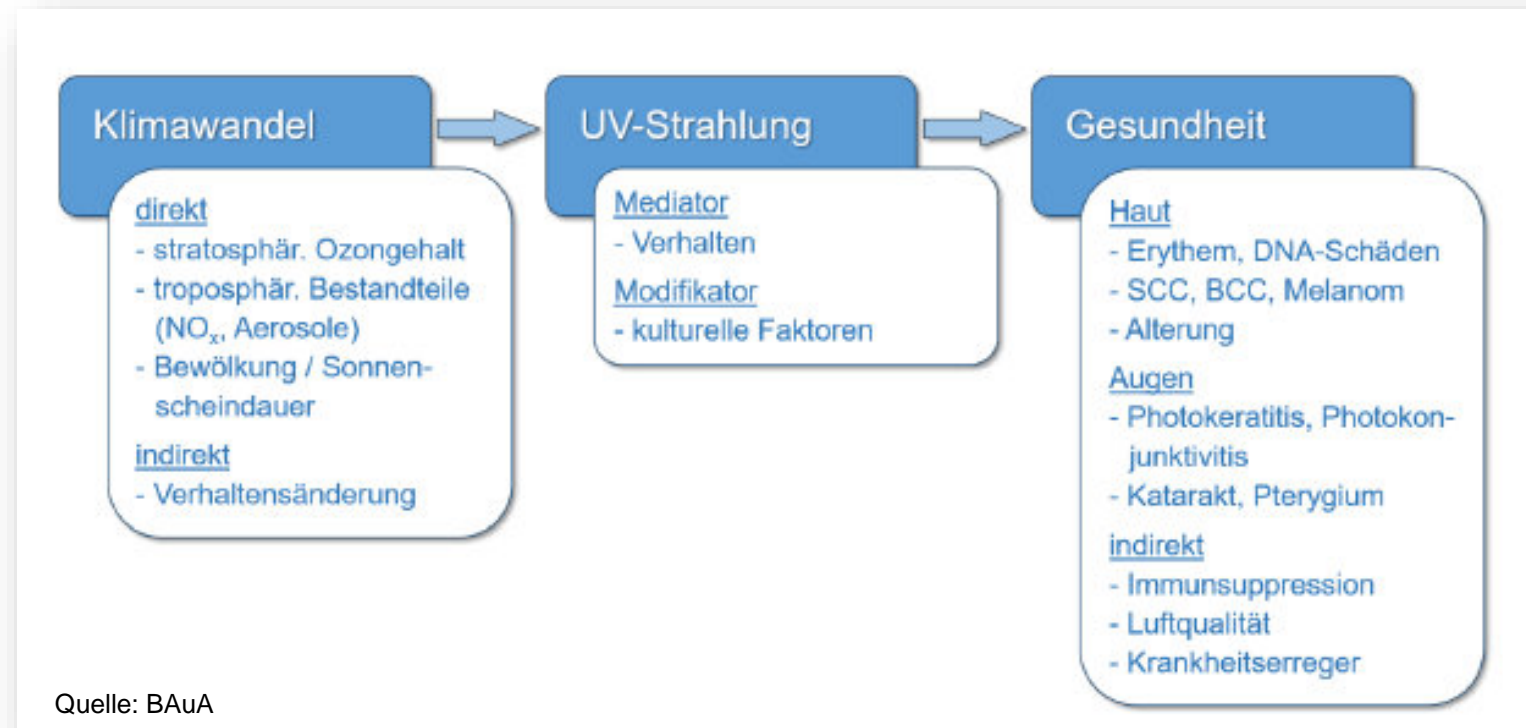 Klimawandel
direkt
- stratosphär. Ozongehalt
- troposphär. Bestandteile
(NOₓ, Aerosole)
- Bewölkung / Sonnen-
scheindauer
indirekt
- Verhaltensänderung
UV-Strahlung
Mediator
- Verhalten
Modifikator
- kulturelle Faktoren
Gesundheit
Haut
- Erythem, DNA-Schäden
- SCC, BCC, Melanom
- Alterung
Augen
- Photokeratitis, Photokon-
junktivitis
- Katarakt, Pterygium
indirekt
- Immunsuppression
- Luftqualität
- Krankheitserreger
Quelle: BAuA